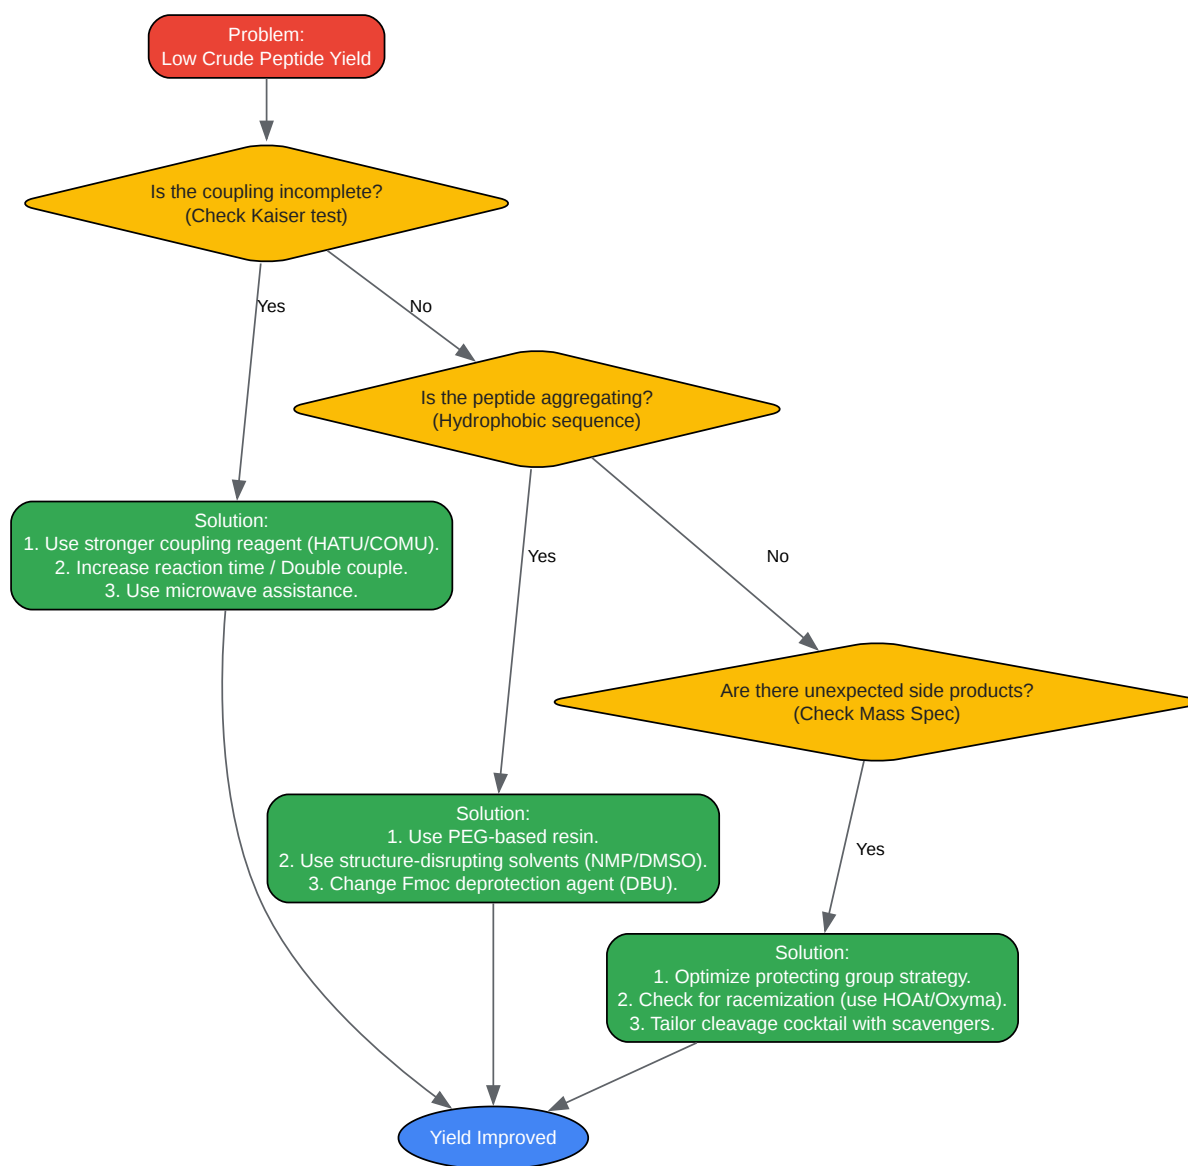 Problem:
Low Crude Peptide Yield
Is the coupling incomplete?
(Check Kaiser test)
Yes
No
Is the peptide aggregating?
(Hydrophobic sequence)
Solution:
1. Use stronger coupling reagent (HATU/COMU).
2. Increase reaction time / Double couple.
3. Use microwave assistance.
Yes
No
Are there unexpected side products?
(Check Mass Spec)
Solution:
1. Use PEG-based resin.
2. Use structure-disrupting solvents (NMP/DMSO).
3. Change Fmoc deprotection agent (DBU).
Yes
Solution:
1. Optimize protecting group strategy.
2. Check for racemization (use HOAt/Oxyma).
3. Tailor cleavage cocktail with scavengers.
Yield Improved